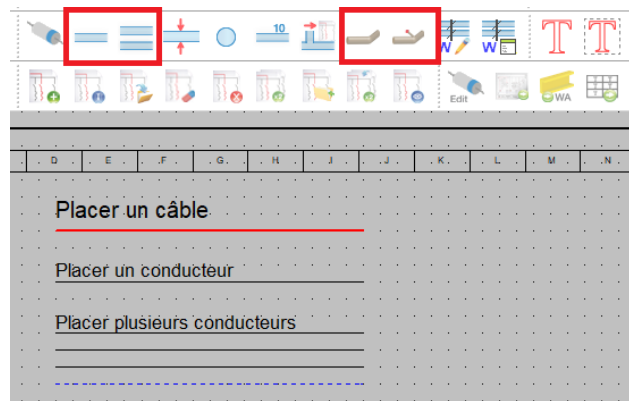 10
W W T T
Edit WA
D E F G H I J K L M N
Placer un câble
Placer un conducteur
Placer plusieurs conducteurs